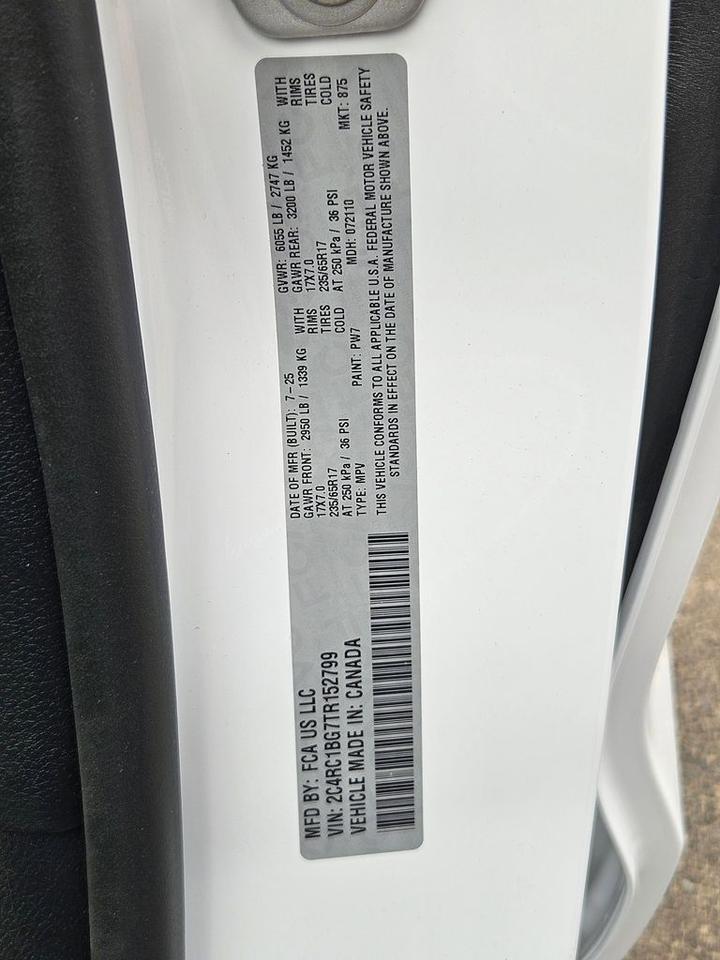 MFD BY: FCA US LLC
VIN: 2C4RC1BG7TR152799
VEHICLE MADE IN: CANADA
DATE OF MFR (BUILT): 7-25 GVWR: 6055 LB / 2747 KG
GAWR FRONT: 2950 LB / 1339 KG WITH GAWR REAR: 3200 LB / 1452 KG WITH
17X7.0 RIMS 17X7.0 RIMS
235/65R17 TIRES 235/65R17 TIRES
AT 250 kPa / 36 PSI COLD AT 250 kPa / 36 PSI COLD
TYPE: MPV PAINT: PW7 MDH: 072110 MKT: 875
THIS VEHICLE CONFORMS TO ALL APPLICABLE U.S.A. FEDERAL MOTOR VEHICLE SAFETY
STANDARDS IN EFFECT ON THE DATE OF MANUFACTURE SHOWN ABOVE.